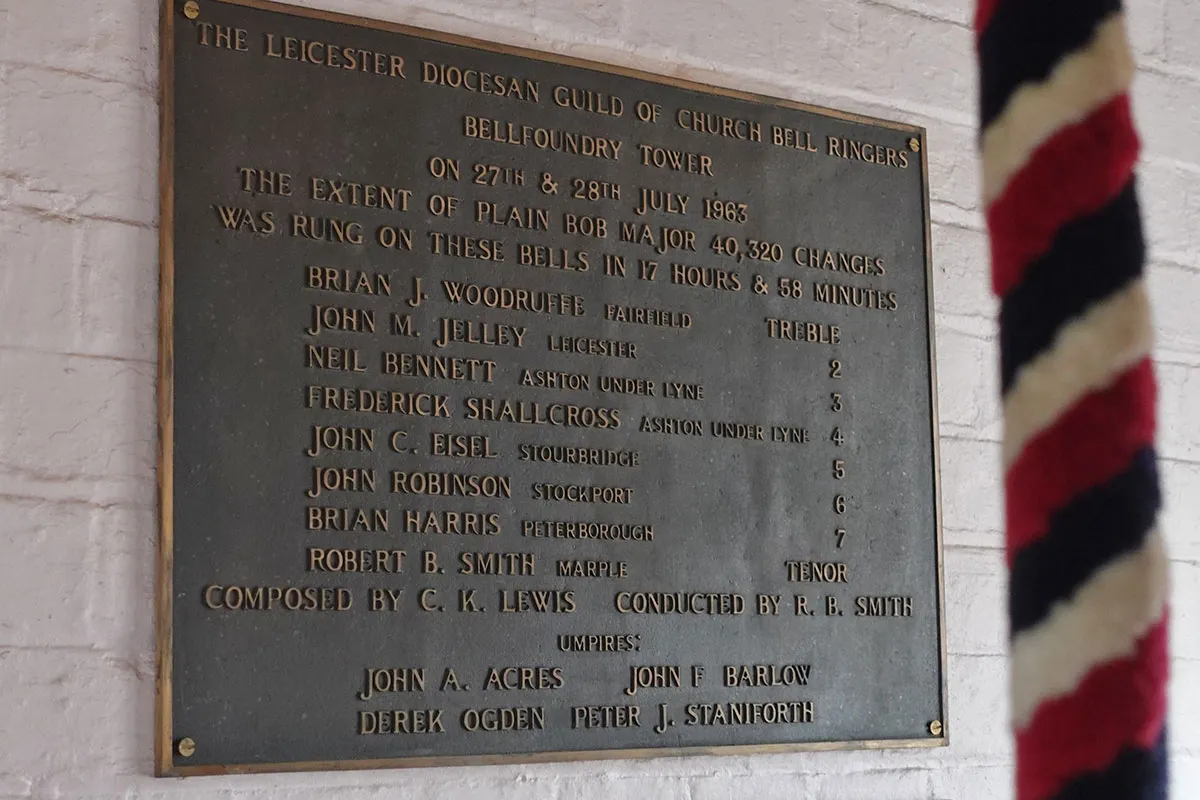 THE LEICESTER DIOCESAN GUILD OF CHURCH BELL RINGERS
BELLFOUNDRY TOWER
ON 27TH & 28TH JULY 1963
THE EXTENT OF PLAIN BOB MAJOR 40,320 CHANGES
WAS RUNG ON THESE BELLS IN 17 HOURS & 58 MINUTES
BRIAN J. WOODRUFFE FAIRFIELD TREBLE
JOHN M. JELLEY LEICESTER 2
NEIL BENNETT ASHTON UNDER LYNE 3
FREDERICK SHALLCROSS ASHTON UNDER LYNE 4
JOHN C. EISEL STOURBRIDGE 5
JOHN ROBINSON STOCKPORT 6
BRIAN HARRIS PETERBOROUGH 7
ROBERT B. SMITH MARPLE TENOR
COMPOSED BY C. K. LEWIS CONDUCTED BY R. B. SMITH
UMPIRES:
JOHN A. ACRES JOHN F BARLOW
DEREK OGDEN PETER J. STANIFORTH